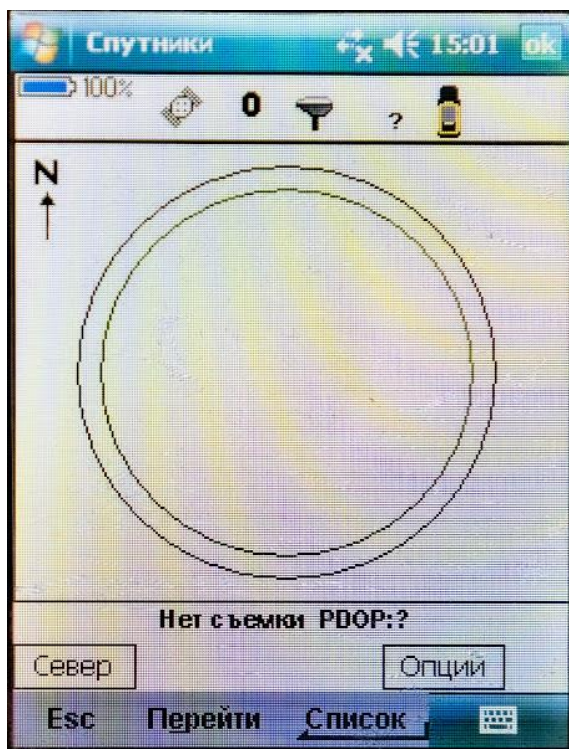 Спутники 15:01 ok
100% 0 ?
N
Нет съемки PDOP:?
Север Опций
Esc Перейти Список